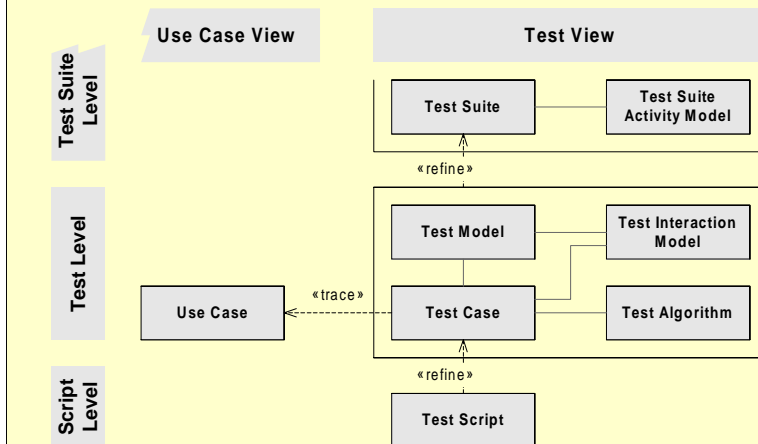 Use Case View
Test View
Test Suite
Level
Test Suite
Test Suite
Activity Model
«refine»
Test Level
Test Model
Test Interaction
Model
«trace»
Use Case
Test Case
Test Algorithm
«refine»
Script
Level
Test Script